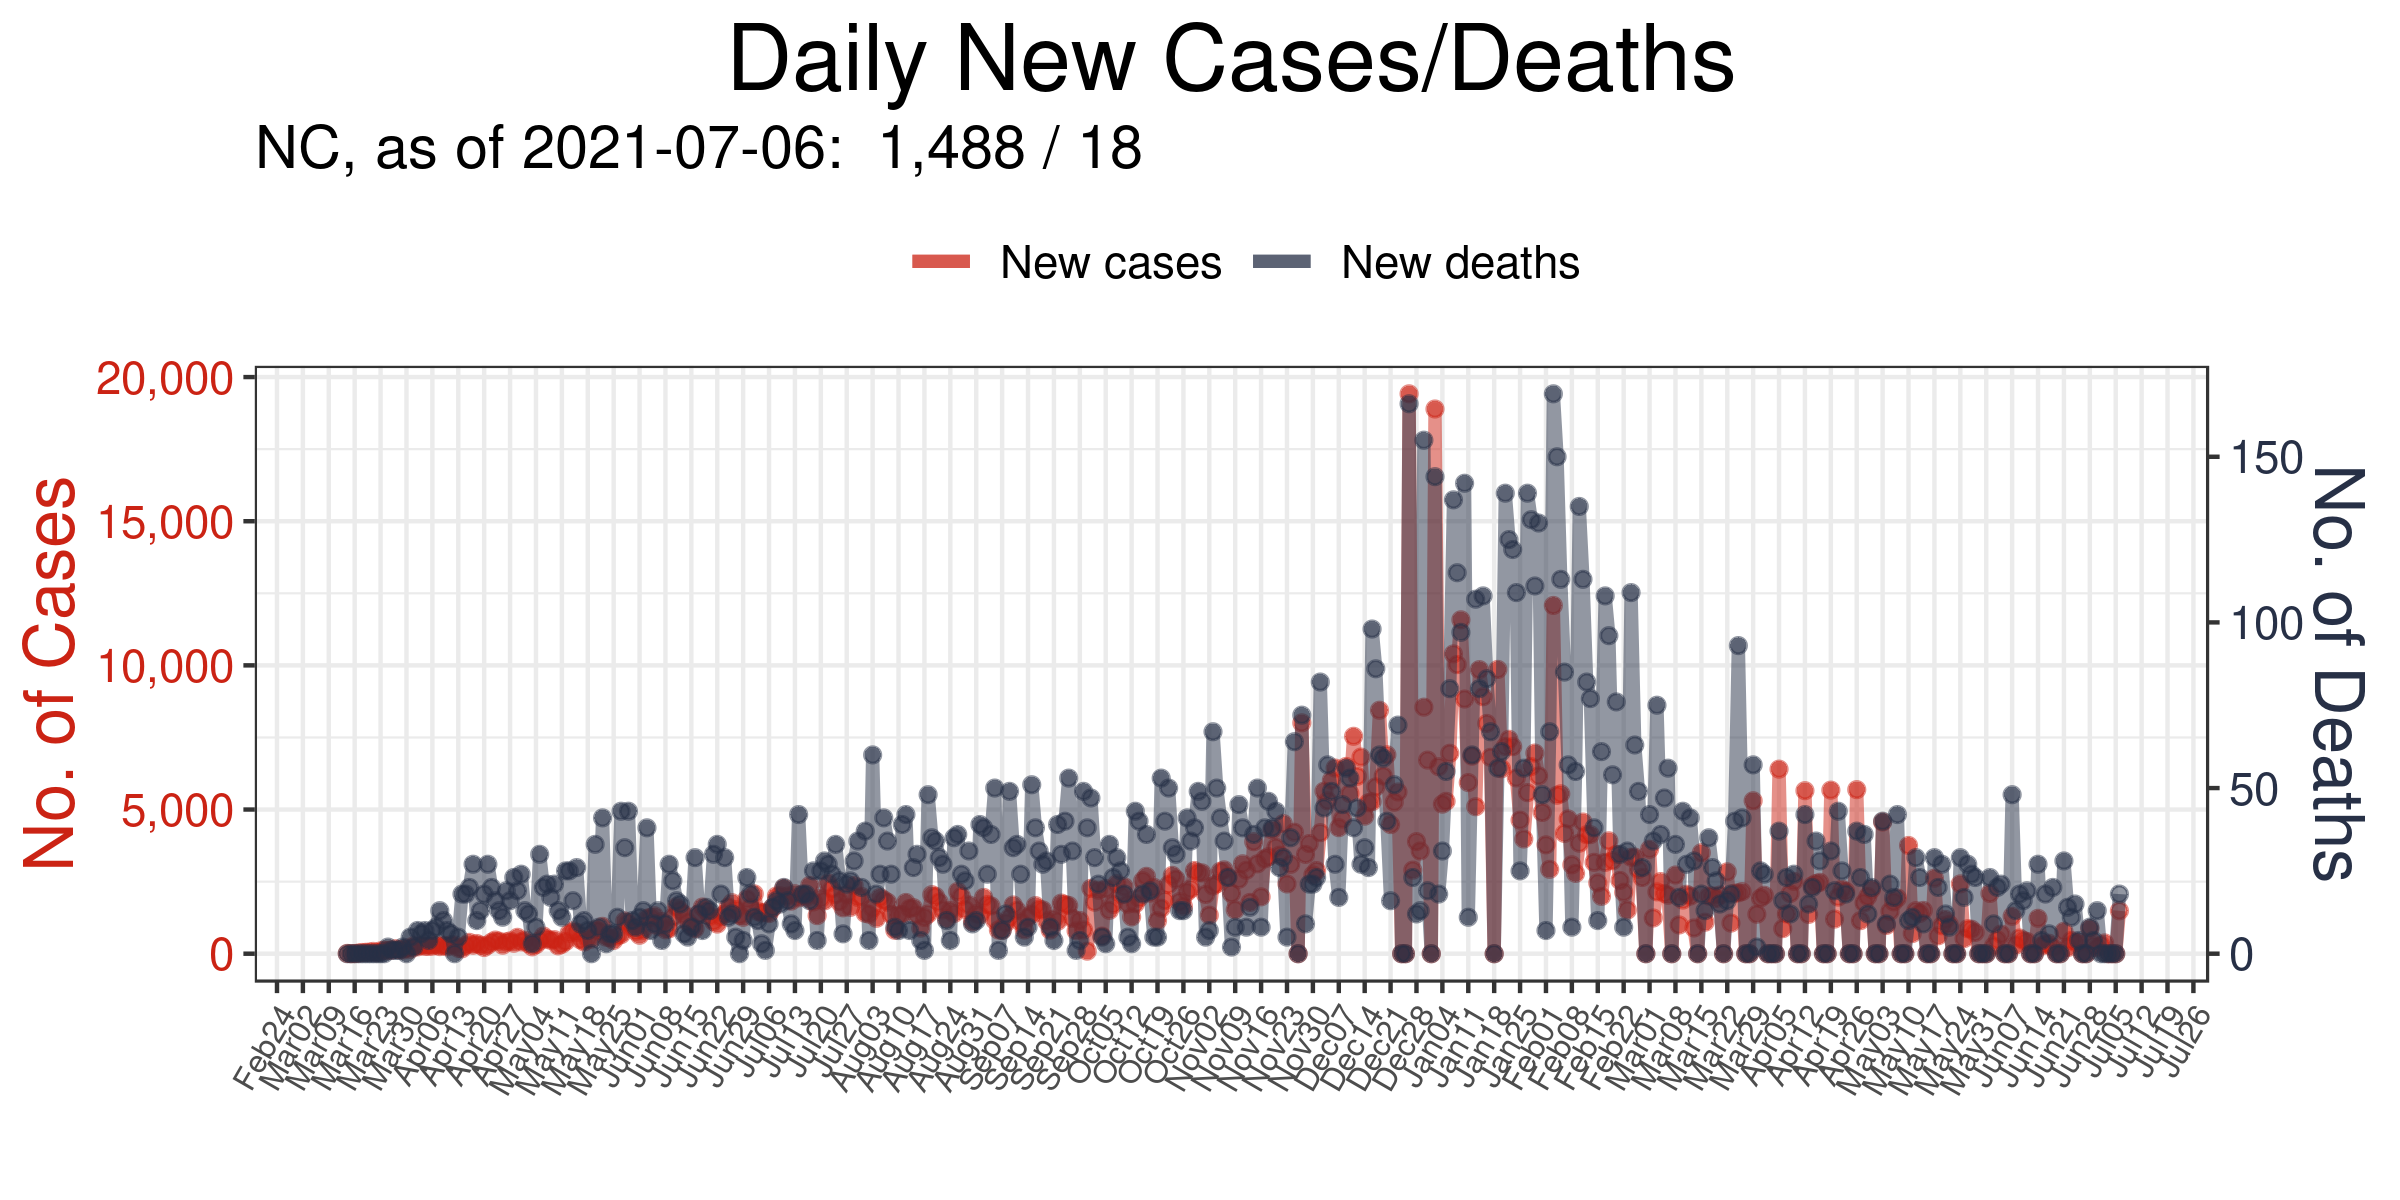 Daily New Cases/Deaths
NC, as of 2021-07-06:  1,488 / 18
New cases New deaths
No. of Cases
20,000
15,000
10,000
5,000
0
150
100
50
0
No. of Deaths
Feb24 Mar02 Mar09 Mar16 Mar23 Mar30 Apr06 Apr13 Apr20 Apr27 May04 May11 May18 May25 Jun01 Jun08 Jun15 Jun22 Jun29 Jul06 Jul13 Jul20 Jul27 Aug03 Aug10 Aug17 Aug24 Aug31 Sep07 Sep14 Sep21 Sep28 Oct05 Oct12 Oct19 Oct26 Nov02 Nov09 Nov16 Nov23 Nov30 Dec07 Dec14 Dec21 Dec28 Jan04 Jan11 Jan18 Jan25 Feb01 Feb08 Feb15 Feb22 Mar01 Mar08 Mar15 Mar22 Mar29 Apr05 Apr12 Apr19 Apr26 May03 May10 May17 May24 May31 Jun07 Jun14 Jun21 Jun28 Jul05 Jul12 Jul19 Jul26